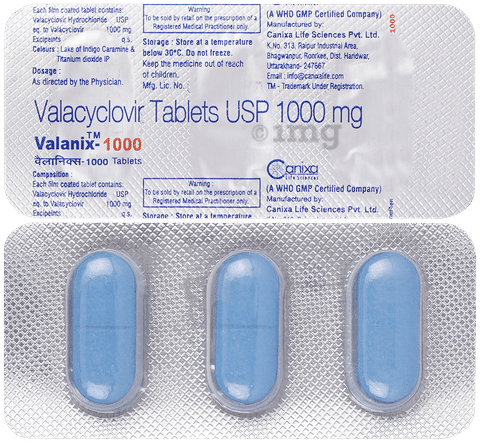 Each film coated tablet contains:
Valacyclovir Hydrochloride USP
eq. to Valacyclovir 1000 mg
Excipients q.s.
Colours : Lake of Indigo Caramine &
Titanium dioxide IP
Dosage :
As directed by the Physician.
Warning :
To be sold by retail on the prescription of a
Registered Medical Practitioner only.
Storage : Store at a temperature
below 30°C. Do not freeze.
Keep the medicine out of reach
of children.
Mfg. Lic. No.
(A WHO GMP Certified Company)
Manufactured by :
Canixa Life Sciences Pvt. Ltd.
K.No. 313, Raipur Industrial Area,
Bhagwanpur, Roorkee, Dist. Haridwar,
Uttarakhand- 247667
Email : info@canixalife.com
TM - Trademark Under Registration.
1000
Valacyclovir Tablets USP 1000 mg
Valanix-™1000
वैलानिक्स-1000 Tablets
1mg
Composition :
Each film coated tablet contains:
Valacyclovir Hydrochloride USP
eq. to Valacyclovir 1000 mg
Excipients q.s.
Warning :
To be sold by retail on the prescription of a
Registered Medical Practitioner only.
Storage : Store at a temperature
Canixa
LIFE SCIENCES
(A WHO GMP Certified Company)
Manufactured by :
Canixa Life Sciences Pvt. Ltd.